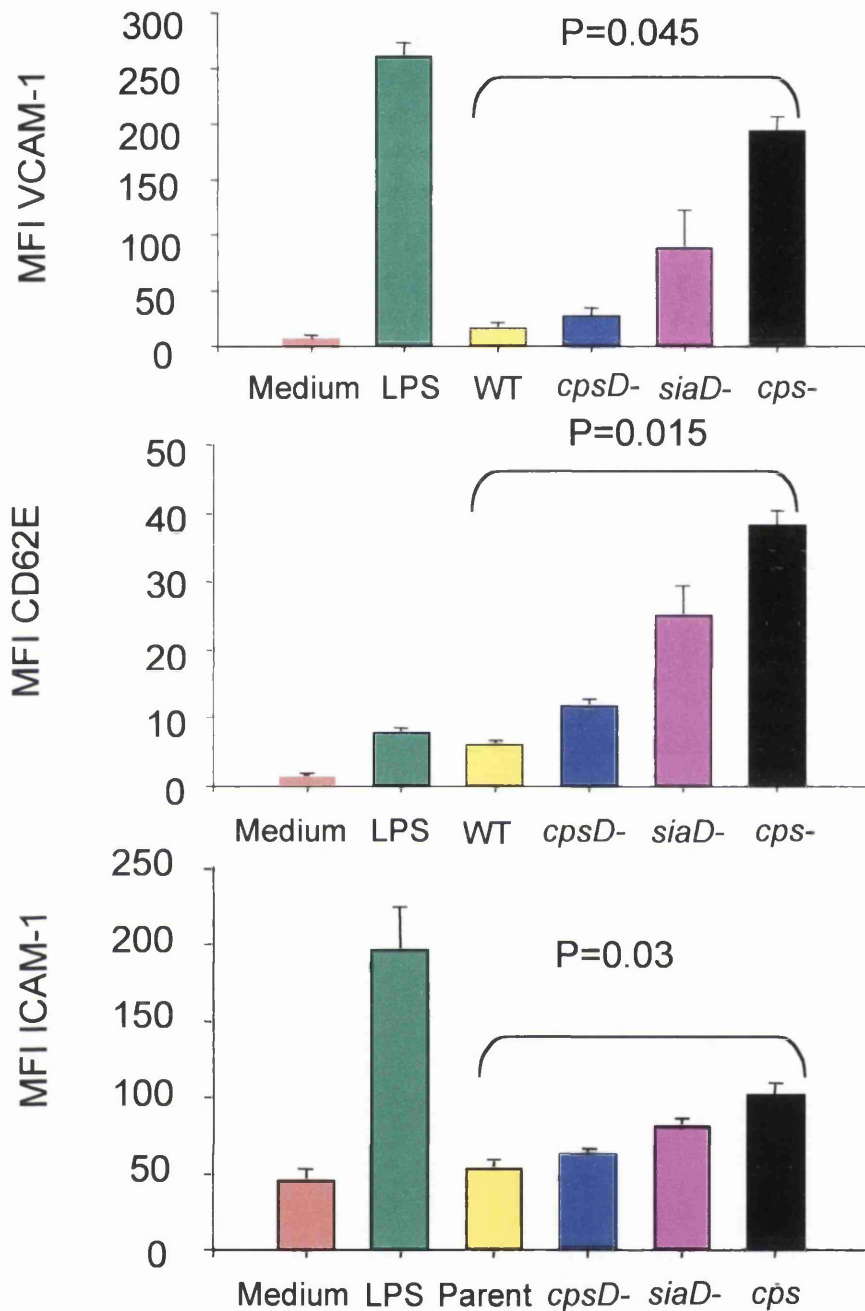 MFI VCAM-1
300
250
200
150
100
50
0
P=0.045
Medium LPS WT cpsD- siaD- cps-
MFI CD62E
50
40
30
20
10
0
P=0.015
Medium LPS WT cpsD- siaD- cps-
MFI ICAM-1
250
200
150
100
50
0
P=0.03
Medium LPS Parent cpsD- siaD- cps